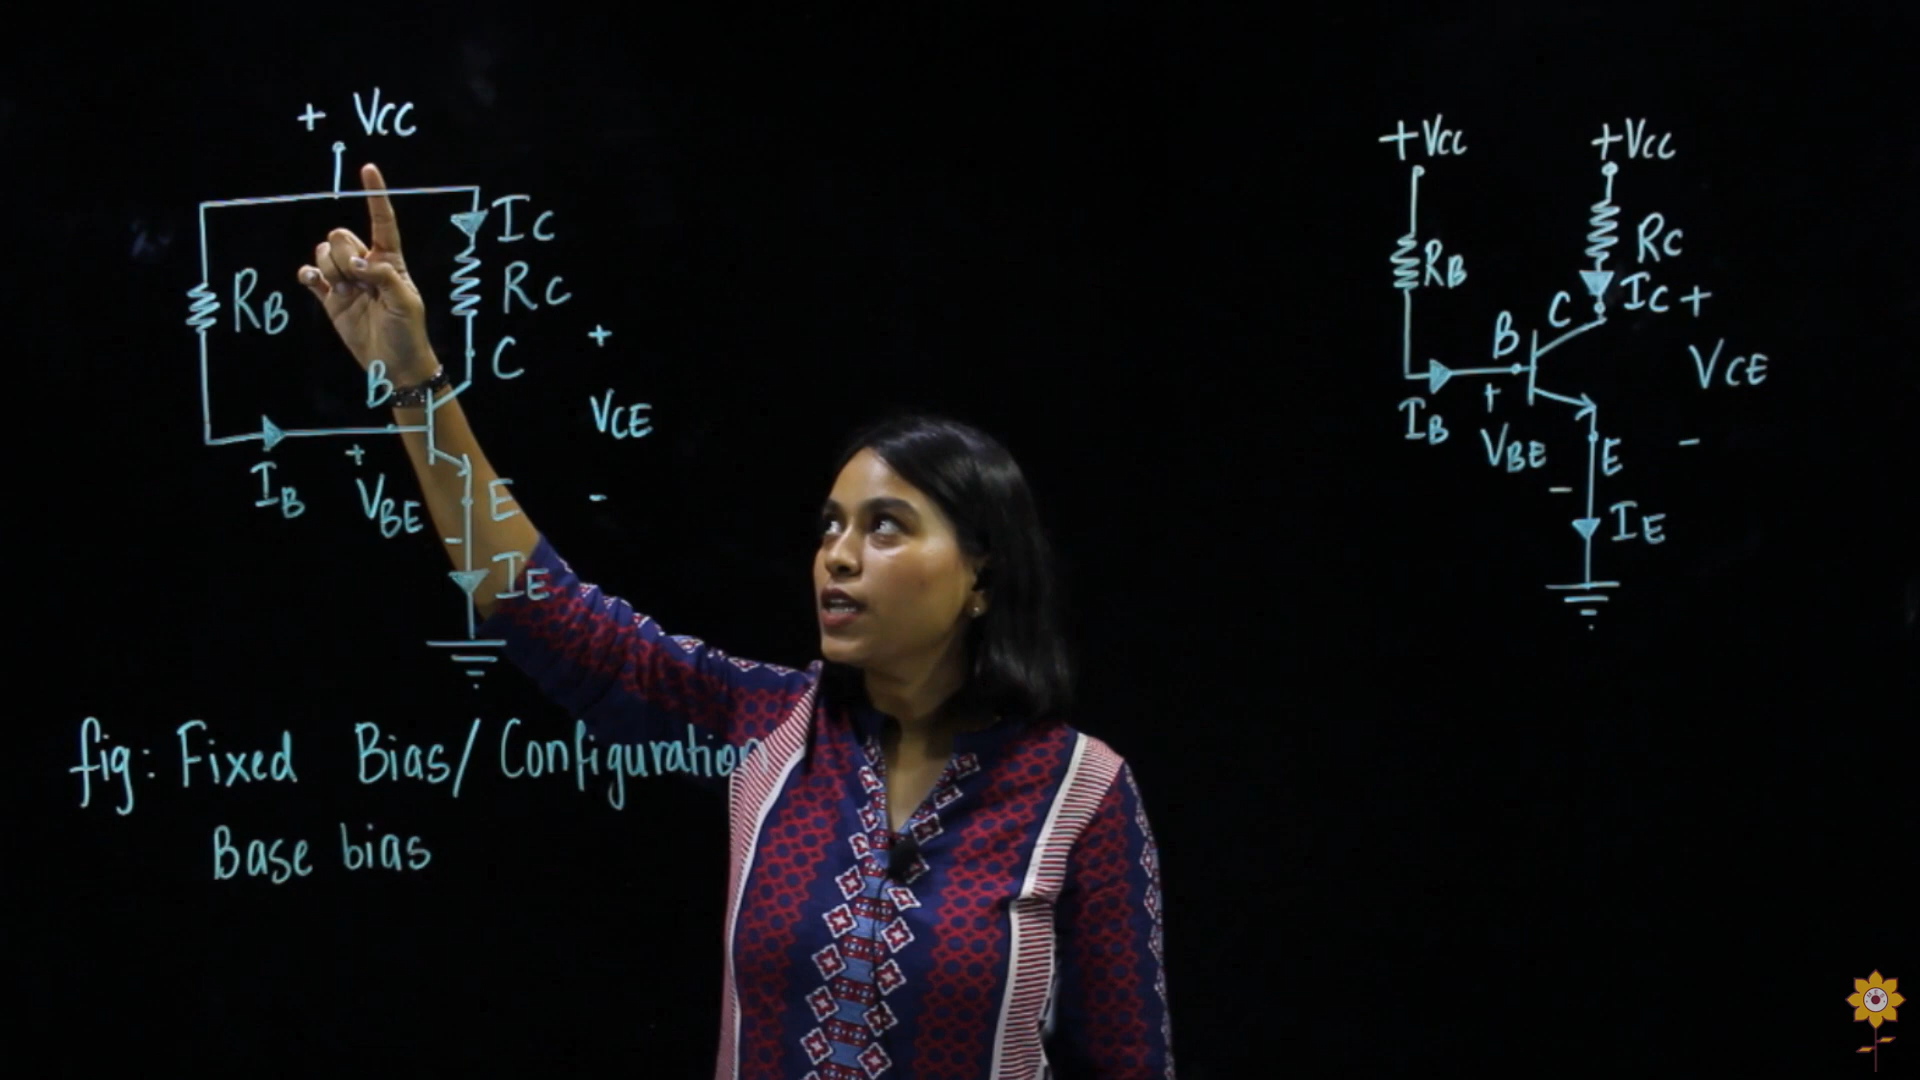 + VCC
IC
RB
RC
C
B
+
VCE
-
IB
+
VBE
-
E
IE
fig: Fixed Bias/ Configuration
Base bias
+VCC
+VCC
RB
RC
IC
C
B
+
VCE
-
IB
+
VBE
-
E
IE